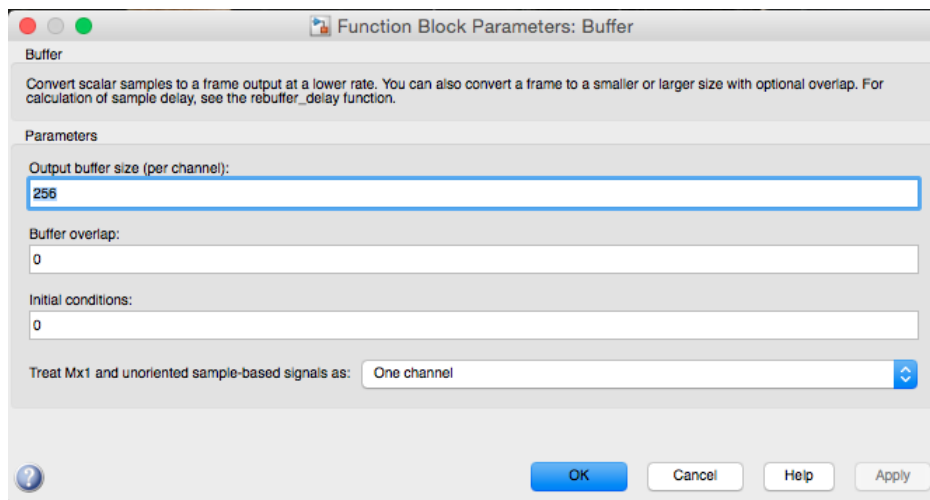 Function Block Parameters: Buffer
Buffer
Convert scalar samples to a frame output at a lower rate. You can also convert a frame to a smaller or larger size with optional overlap. For
calculation of sample delay, see the rebuffer_delay function.
Parameters
Output buffer size (per channel):
256
Buffer overlap:
0
Initial conditions:
0
Treat Mx1 and unoriented sample-based signals as: One channel
? OK Cancel Help Apply